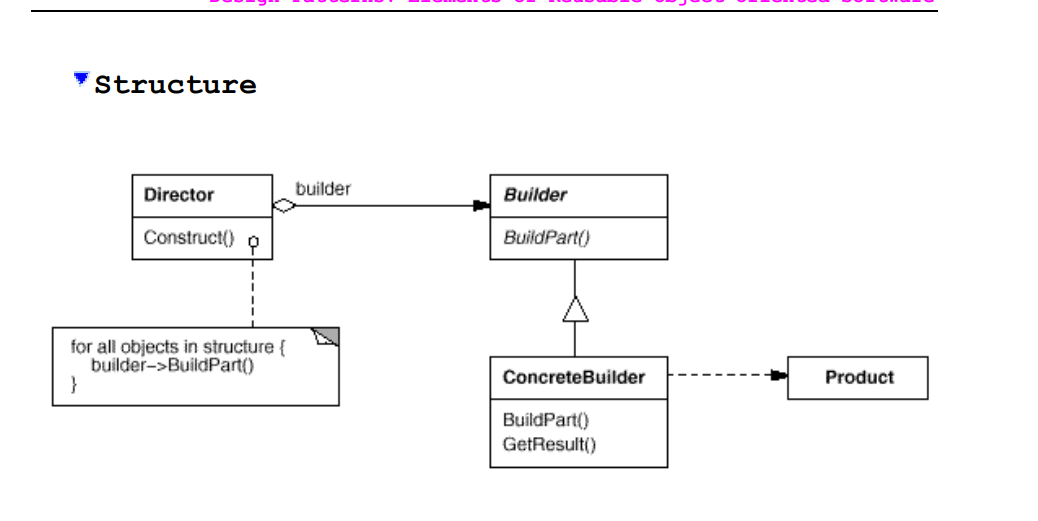 Design Patterns: Elements of Reusable Object-Oriented Software
Structure
Director
Construct()
builder
Builder
BuildPart()
for all objects in structure {
builder->BuildPart()
}
ConcreteBuilder
BuildPart()
GetResult()
Product